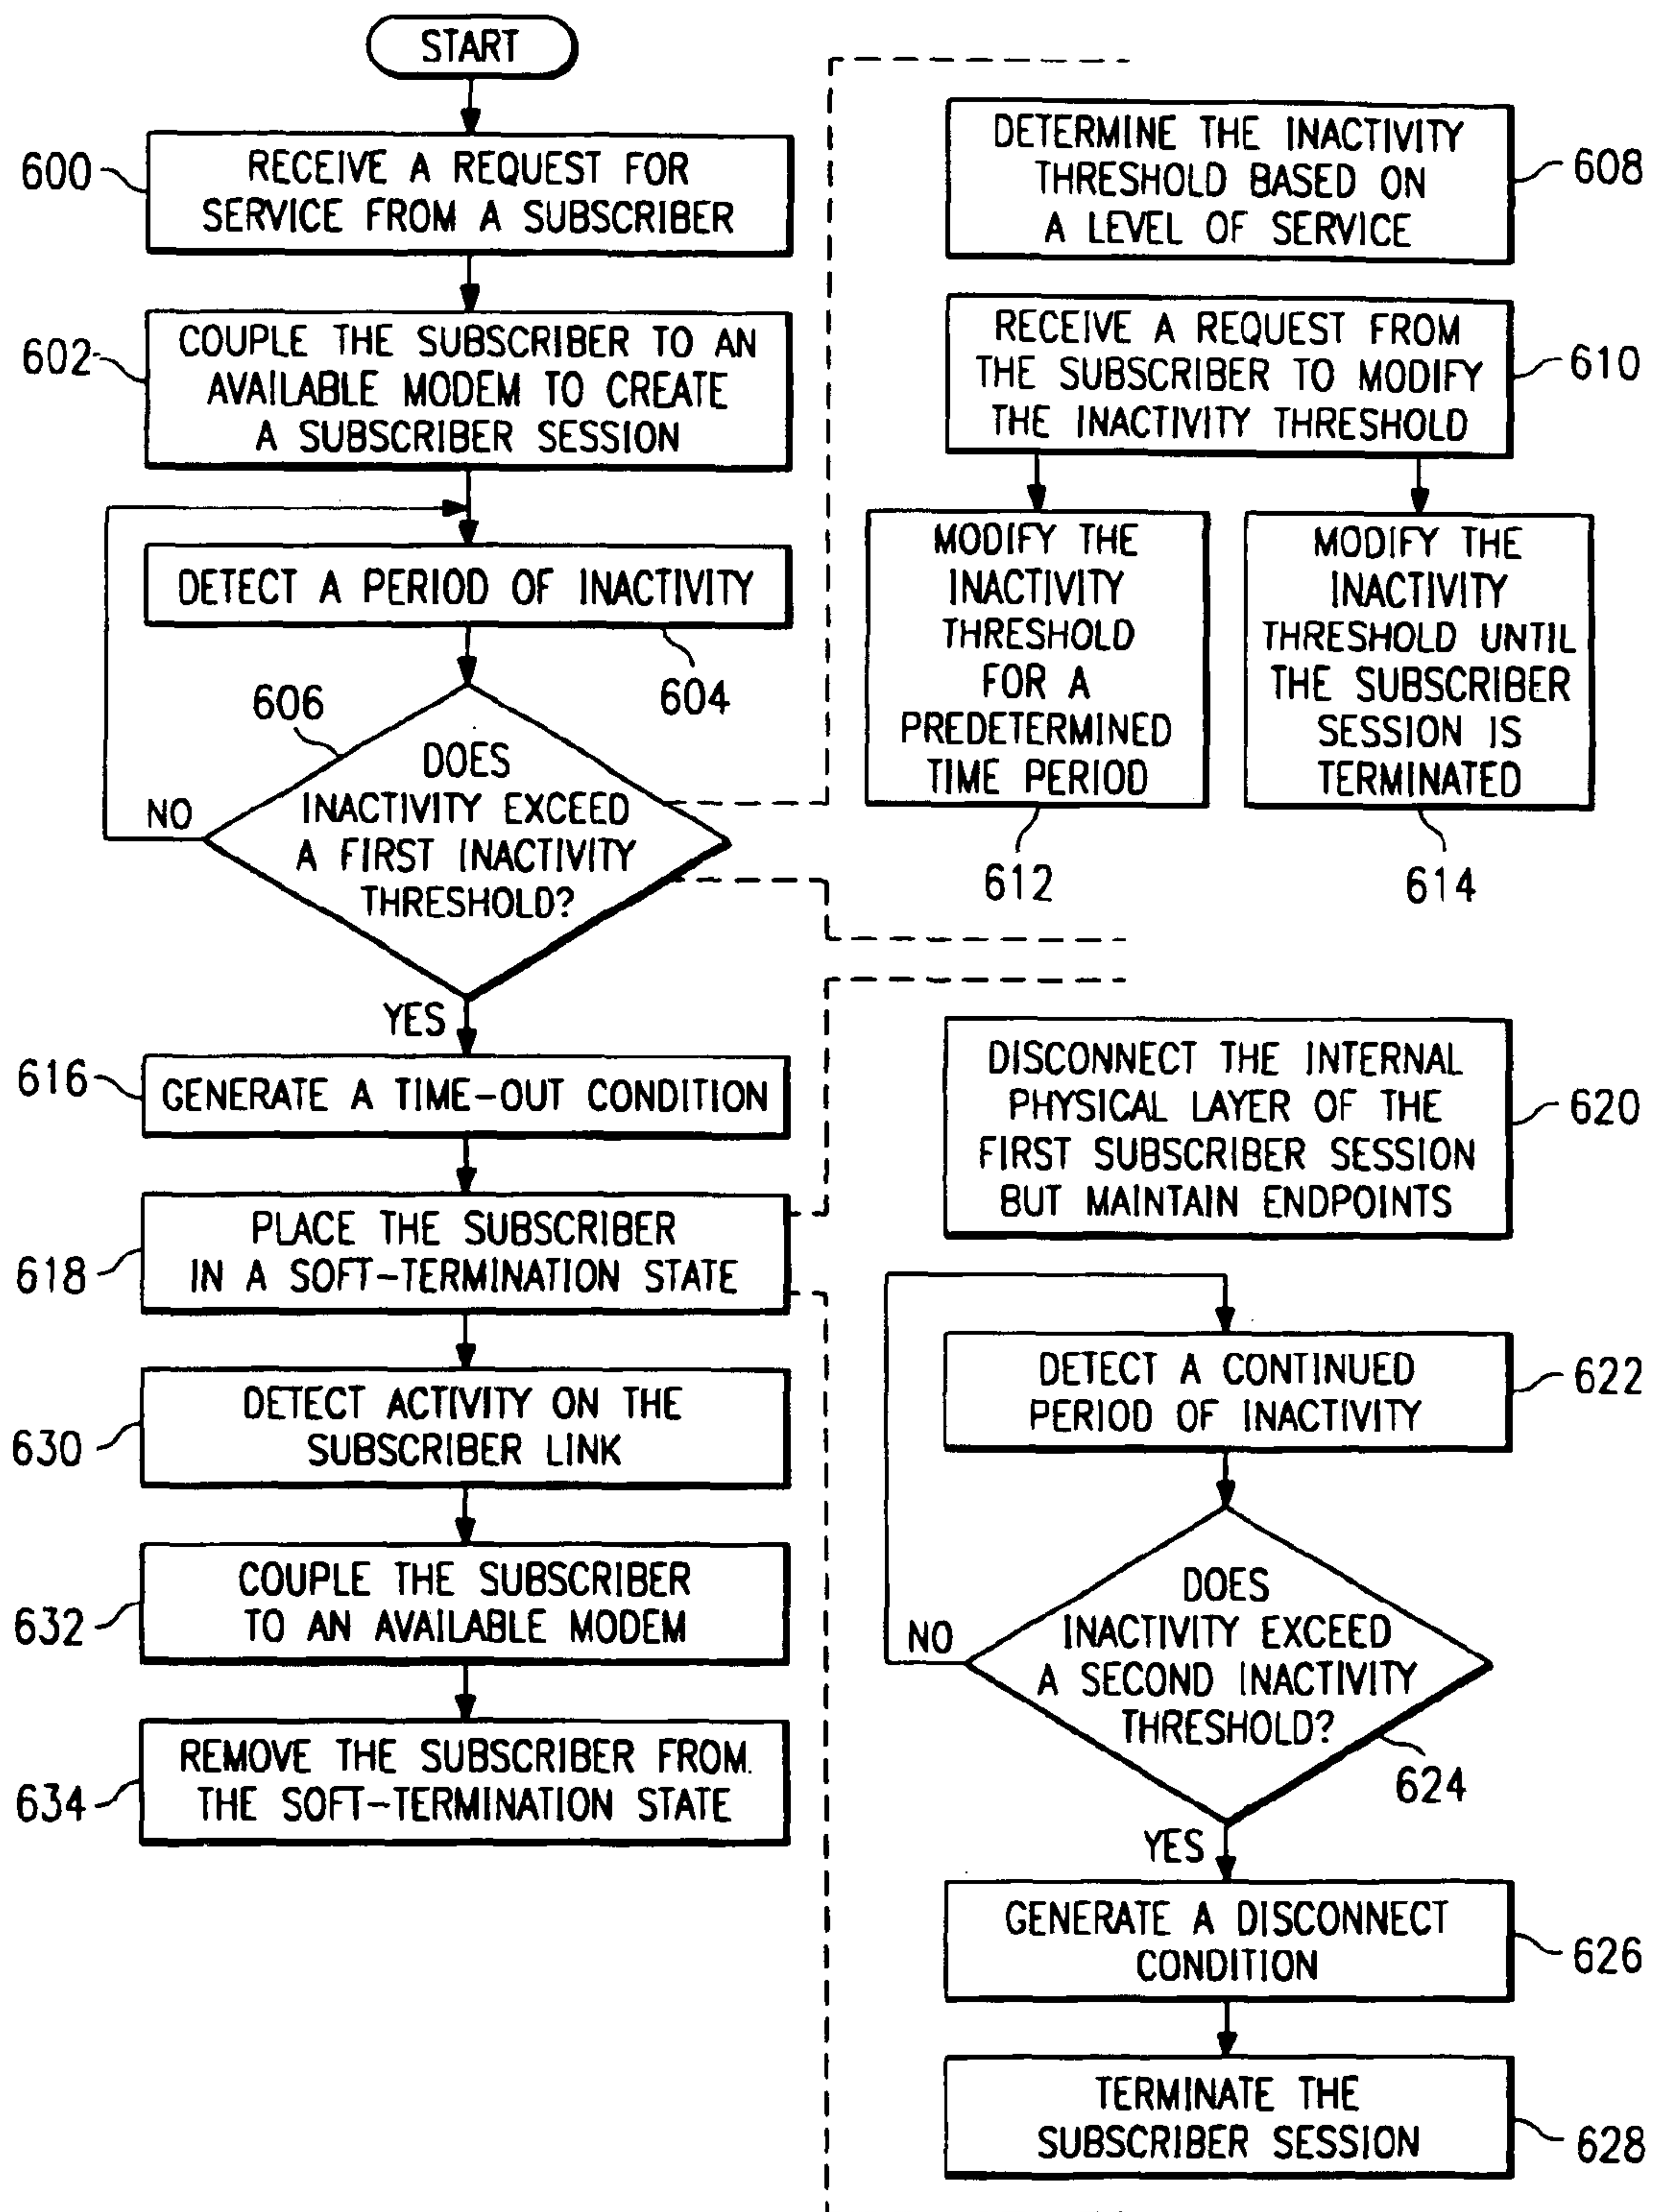 START
600
RECEIVE A REQUEST FOR
SERVICE FROM A SUBSCRIBER
602
COUPLE THE SUBSCRIBER TO AN
AVAILABLE MODEM TO CREATE
A SUBSCRIBER SESSION
DETECT A PERIOD OF INACTIVITY
604
606
DOES
INACTIVITY EXCEED
A FIRST INACTIVITY
THRESHOLD?
NO
YES
DETERMINE THE INACTIVITY
THRESHOLD BASED ON
A LEVEL OF SERVICE
608
RECEIVE A REQUEST FROM
THE SUBSCRIBER TO MODIFY
THE INACTIVITY THRESHOLD
610
MODIFY THE
INACTIVITY
THRESHOLD
FOR A
PREDETERMINED
TIME PERIOD
612
MODIFY THE
INACTIVITY
THRESHOLD UNTIL
THE SUBSCRIBER
SESSION IS
TERMINATED
614
616
GENERATE A TIME-OUT CONDITION
618
PLACE THE SUBSCRIBER
IN A SOFT-TERMINATION STATE
630
DETECT ACTIVITY ON THE
SUBSCRIBER LINK
632
COUPLE THE SUBSCRIBER
TO AN AVAILABLE MODEM
634
REMOVE THE SUBSCRIBER FROM
THE SOFT-TERMINATION STATE
DISCONNECT THE INTERNAL
PHYSICAL LAYER OF THE
FIRST SUBSCRIBER SESSION
BUT MAINTAIN ENDPOINTS
620
DETECT A CONTINUED
PERIOD OF INACTIVITY
622
DOES
INACTIVITY EXCEED
A SECOND INACTIVITY
THRESHOLD?
NO
624
YES
GENERATE A DISCONNECT
CONDITION
626
TERMINATE THE
SUBSCRIBER SESSION
628